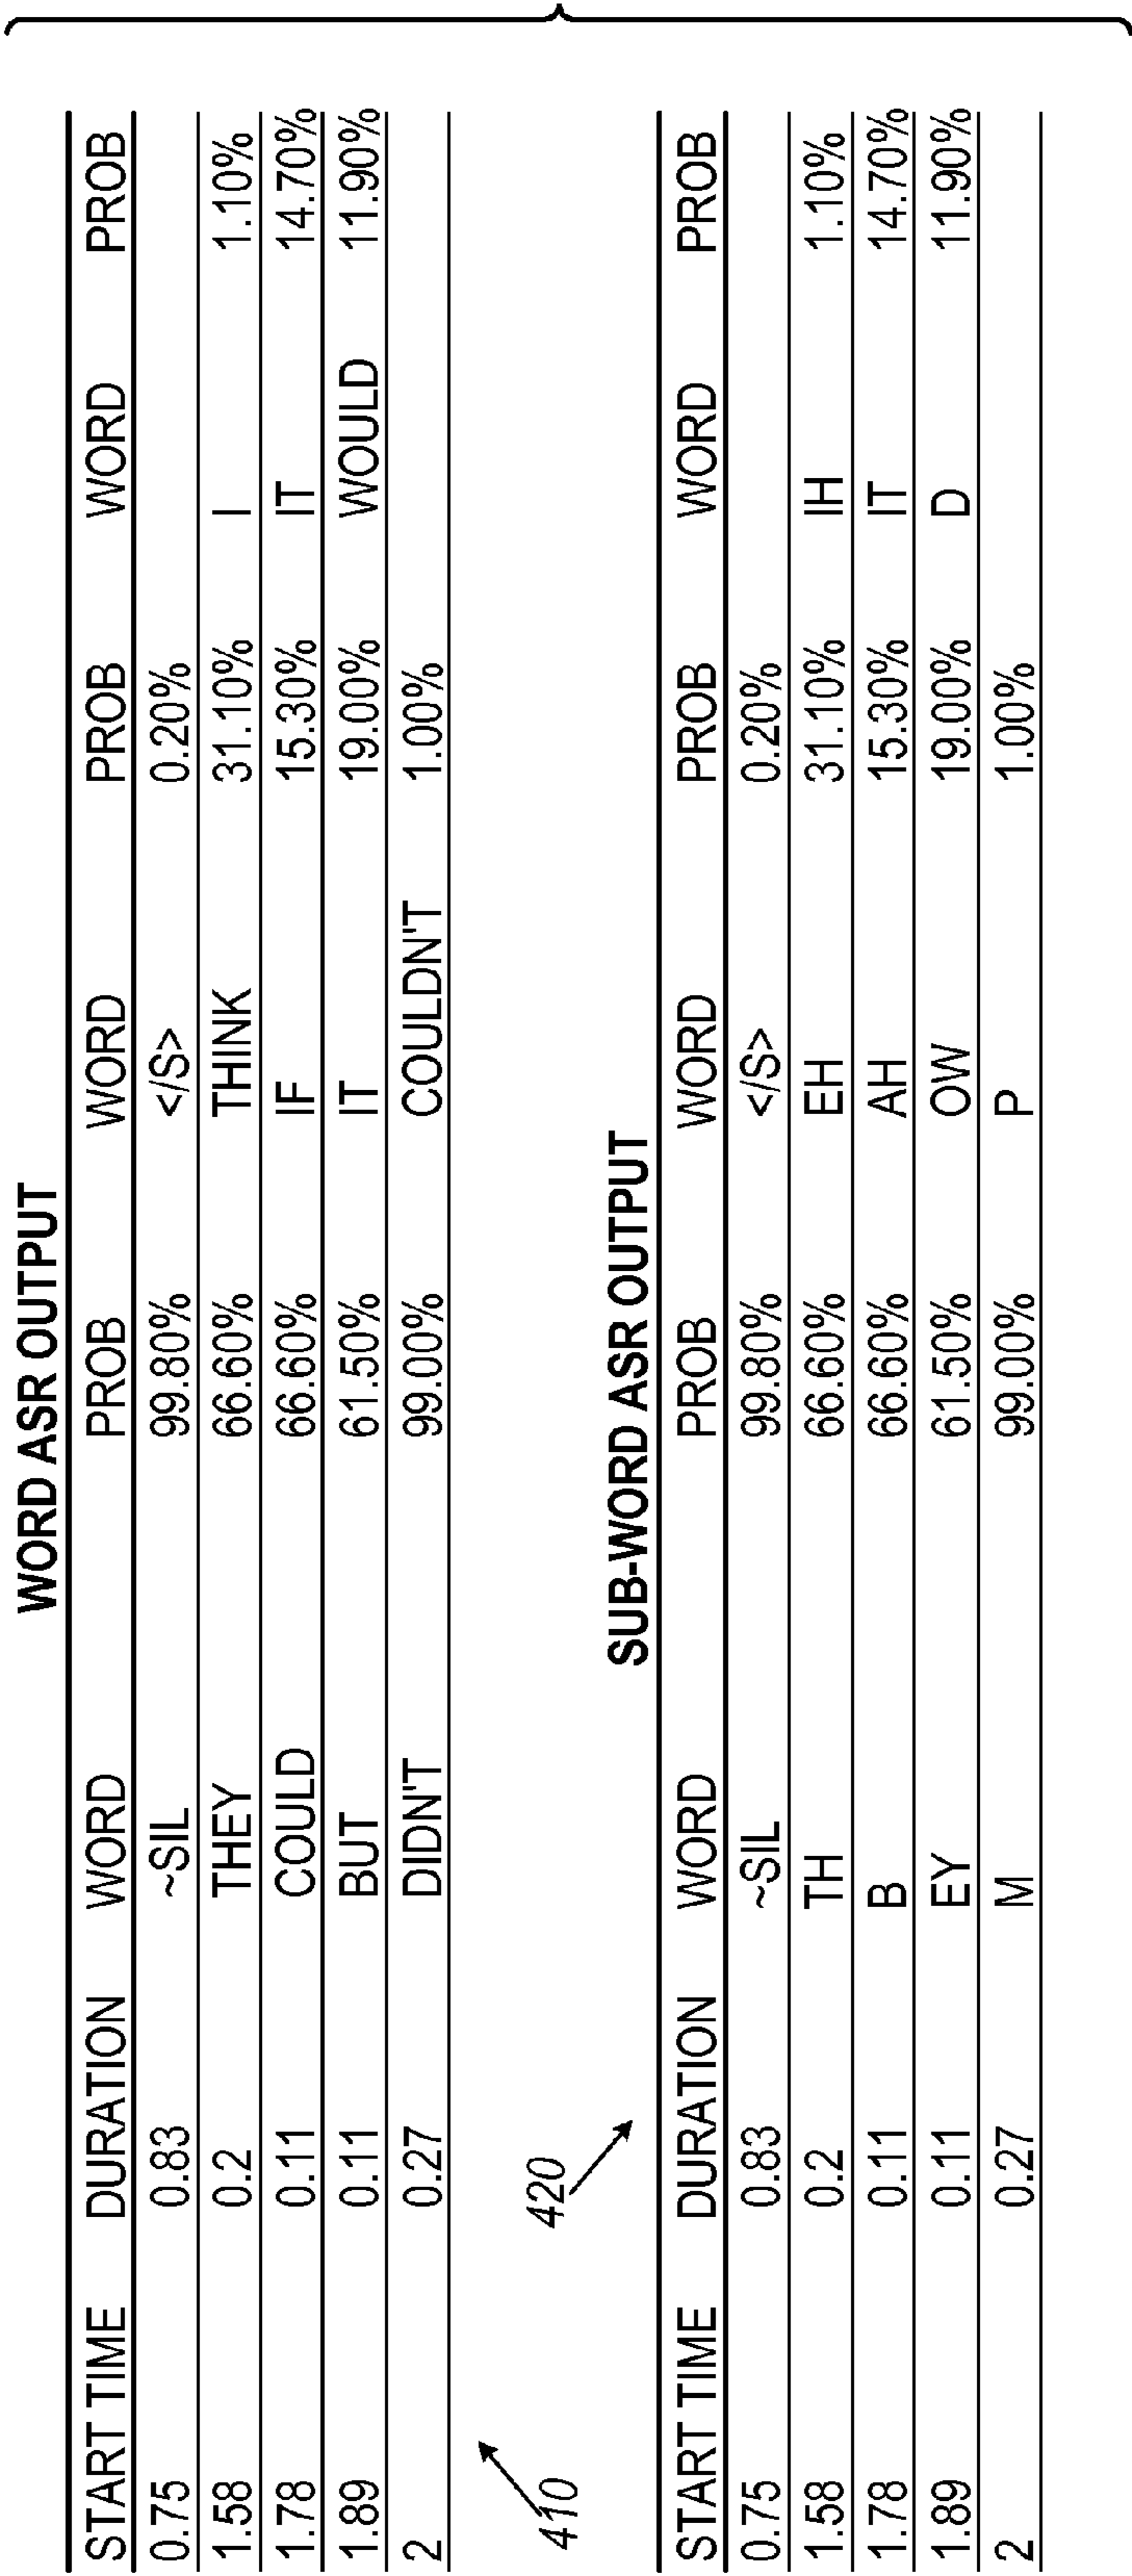 WORD ASR OUTPUT
START TIME DURATION WORD PROB WORD PROB WORD PROB
0.75 0.83 ~SIL 99.80% </S> 0.20%
1.58 0.2 THEY 66.60% THINK 31.10% I 1.10%
1.78 0.11 COULD 66.60% IF 15.30% IT 14.70%
1.89 0.11 BUT 61.50% IT 19.00% WOULD 11.90%
2 0.27 DIDN'T 99.00% COULDN'T 1.00%
410
420
SUB-WORD ASR OUTPUT
START TIME DURATION WORD PROB WORD PROB WORD PROB
0.75 0.83 ~SIL 99.80% </S> 0.20%
1.58 0.2 TH 66.60% EH 31.10% IH 1.10%
1.78 0.11 B 66.60% AH 15.30% IT 14.70%
1.89 0.11 EY 61.50% OW 19.00% D 11.90%
2 0.27 M 99.00% P 1.00%